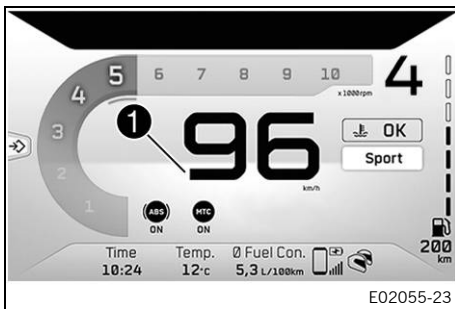 5 6 7 8 9 10
4
x1000rpm
4
3
2
1
1
96
km/h
OK
Sport
ABS
ON
MTC
ON
200
km
Time
10:24
Temp.
12°C
Ø Fuel Con.
5,3 L/100km
E02055-23